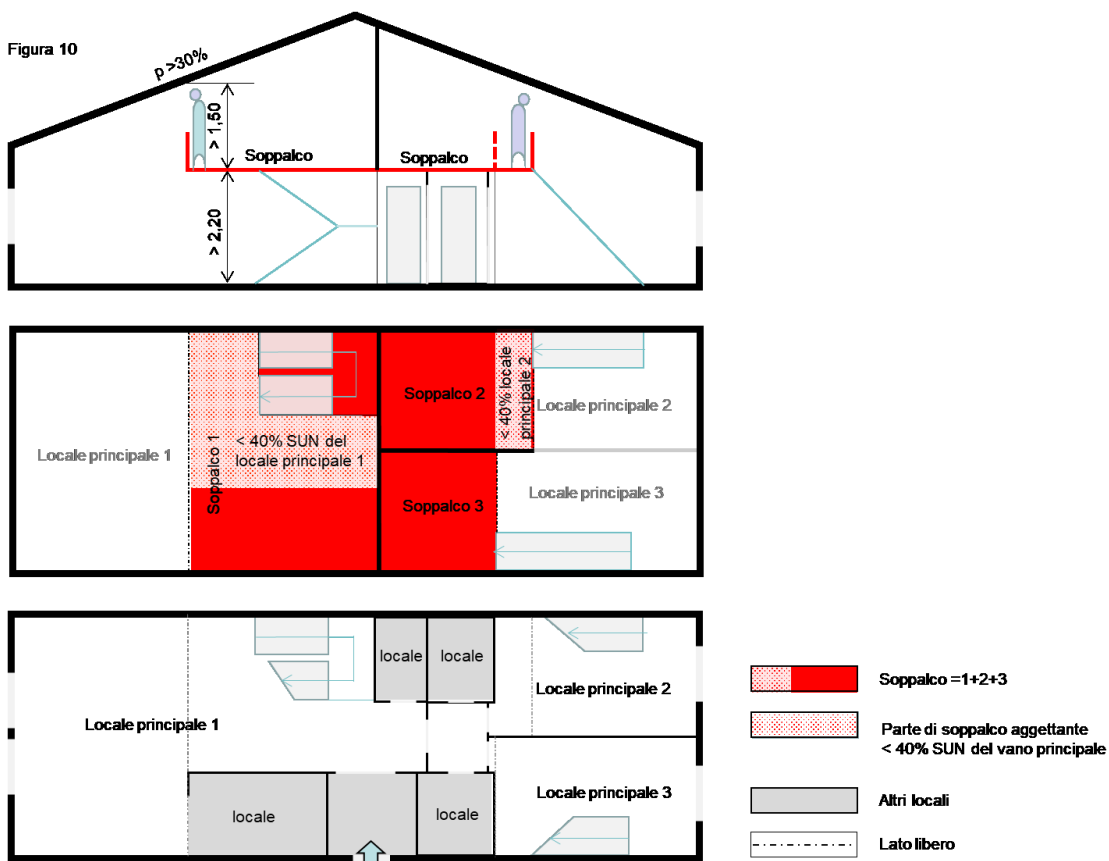 Figura 10
p >30%
> 1,50
Soppalco
Soppalco
> 2,20
Locale principale 1
Soppalco 1
< 40% SUN del
locale principale 1
Soppalco 2
< 40% locale
principale 2
Locale principale 2
Soppalco 3
Locale principale 3
locale
locale
Locale principale 2
Locale principale 1
Locale principale 3
locale
locale
Soppalco =1+2+3
Parte di soppalco aggettante
< 40% SUN del vano principale
Altri locali
Lato libero